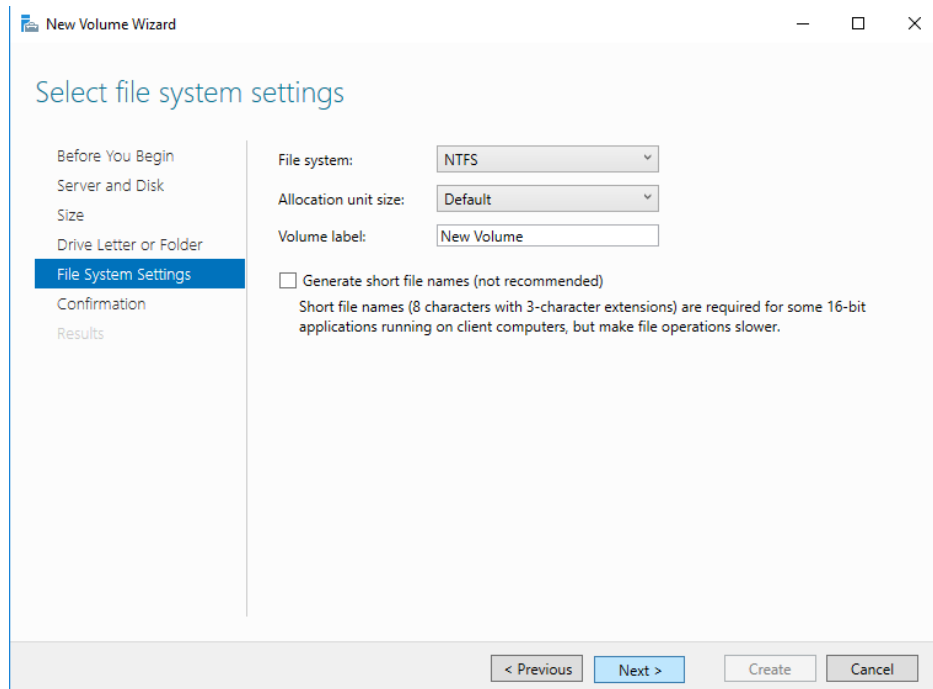 New Volume Wizard
Select file system settings
Before You Begin
Server and Disk
Size
Drive Letter or Folder
File System Settings
Confirmation
Results
File system:
NTFS
Allocation unit size:
Default
Volume label:
New Volume
Generate short file names (not recommended)
Short file names (8 characters with 3-character extensions) are required for some 16-bit
applications running on client computers, but make file operations slower.
< Previous
Next >
Create
Cancel